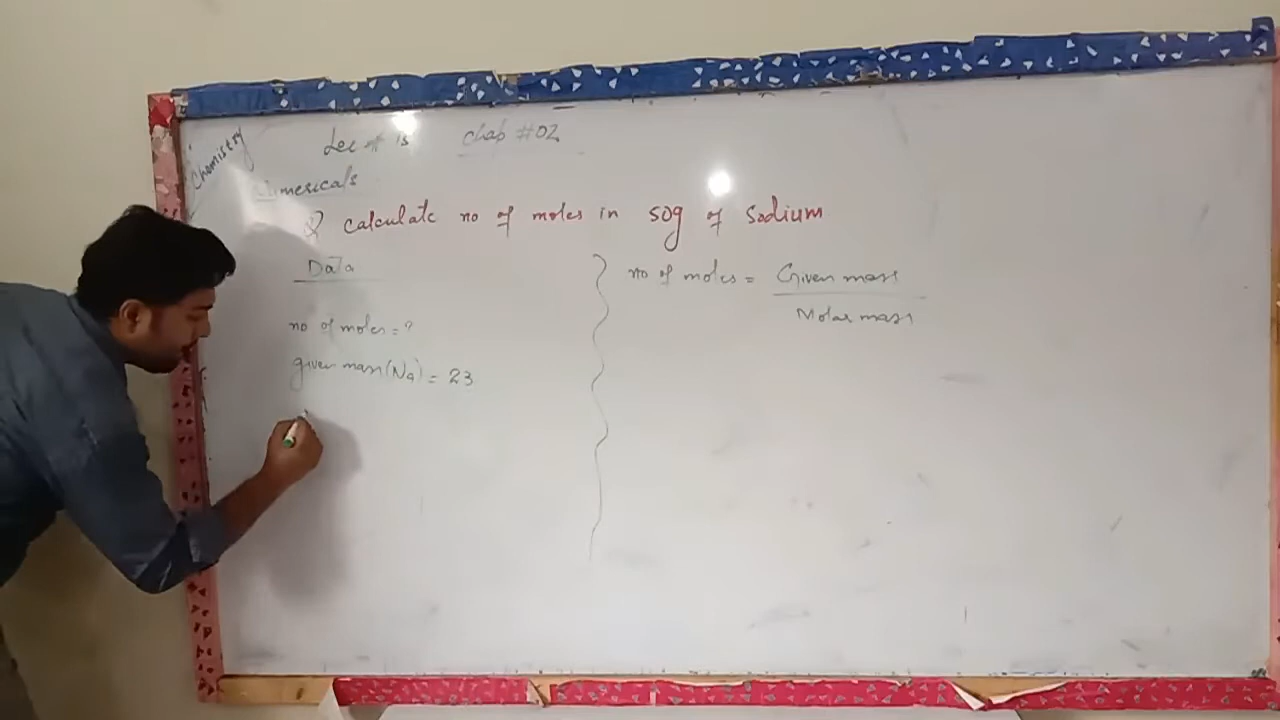 Chemistry
Lec # 15 Chab #02
Numericals
Q calculate no of moles in 50g of Sodium
Data
no of moles = ?
given mass (Na) = 23
no of moles = Given mass
Molar mass